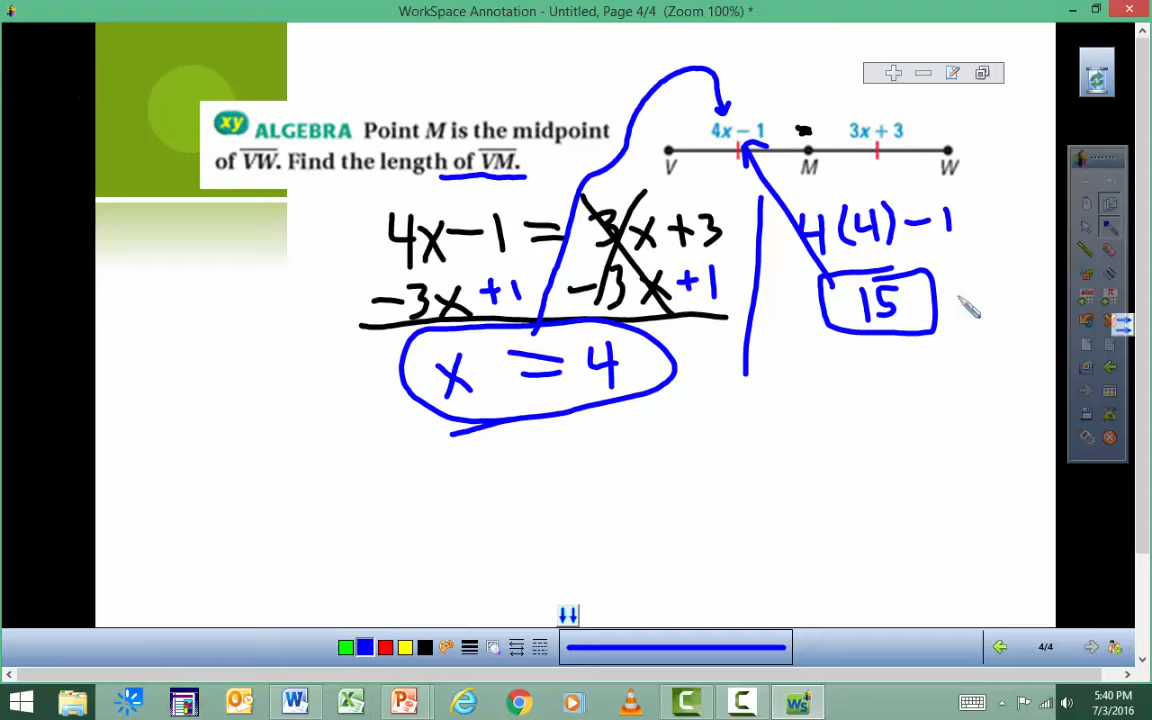 WorkSpace Annotation - Untitled, Page 4/4 (Zoom 100%) *
xy ALGEBRA Point M is the midpoint
of VW. Find the length of VM.
4x − 1 3x + 3
V M W
4x − 1 = 3x + 3
−3x +1 −3x +1
x = 4
4(4) − 1
15
4/4
5:40 PM
7/3/2016